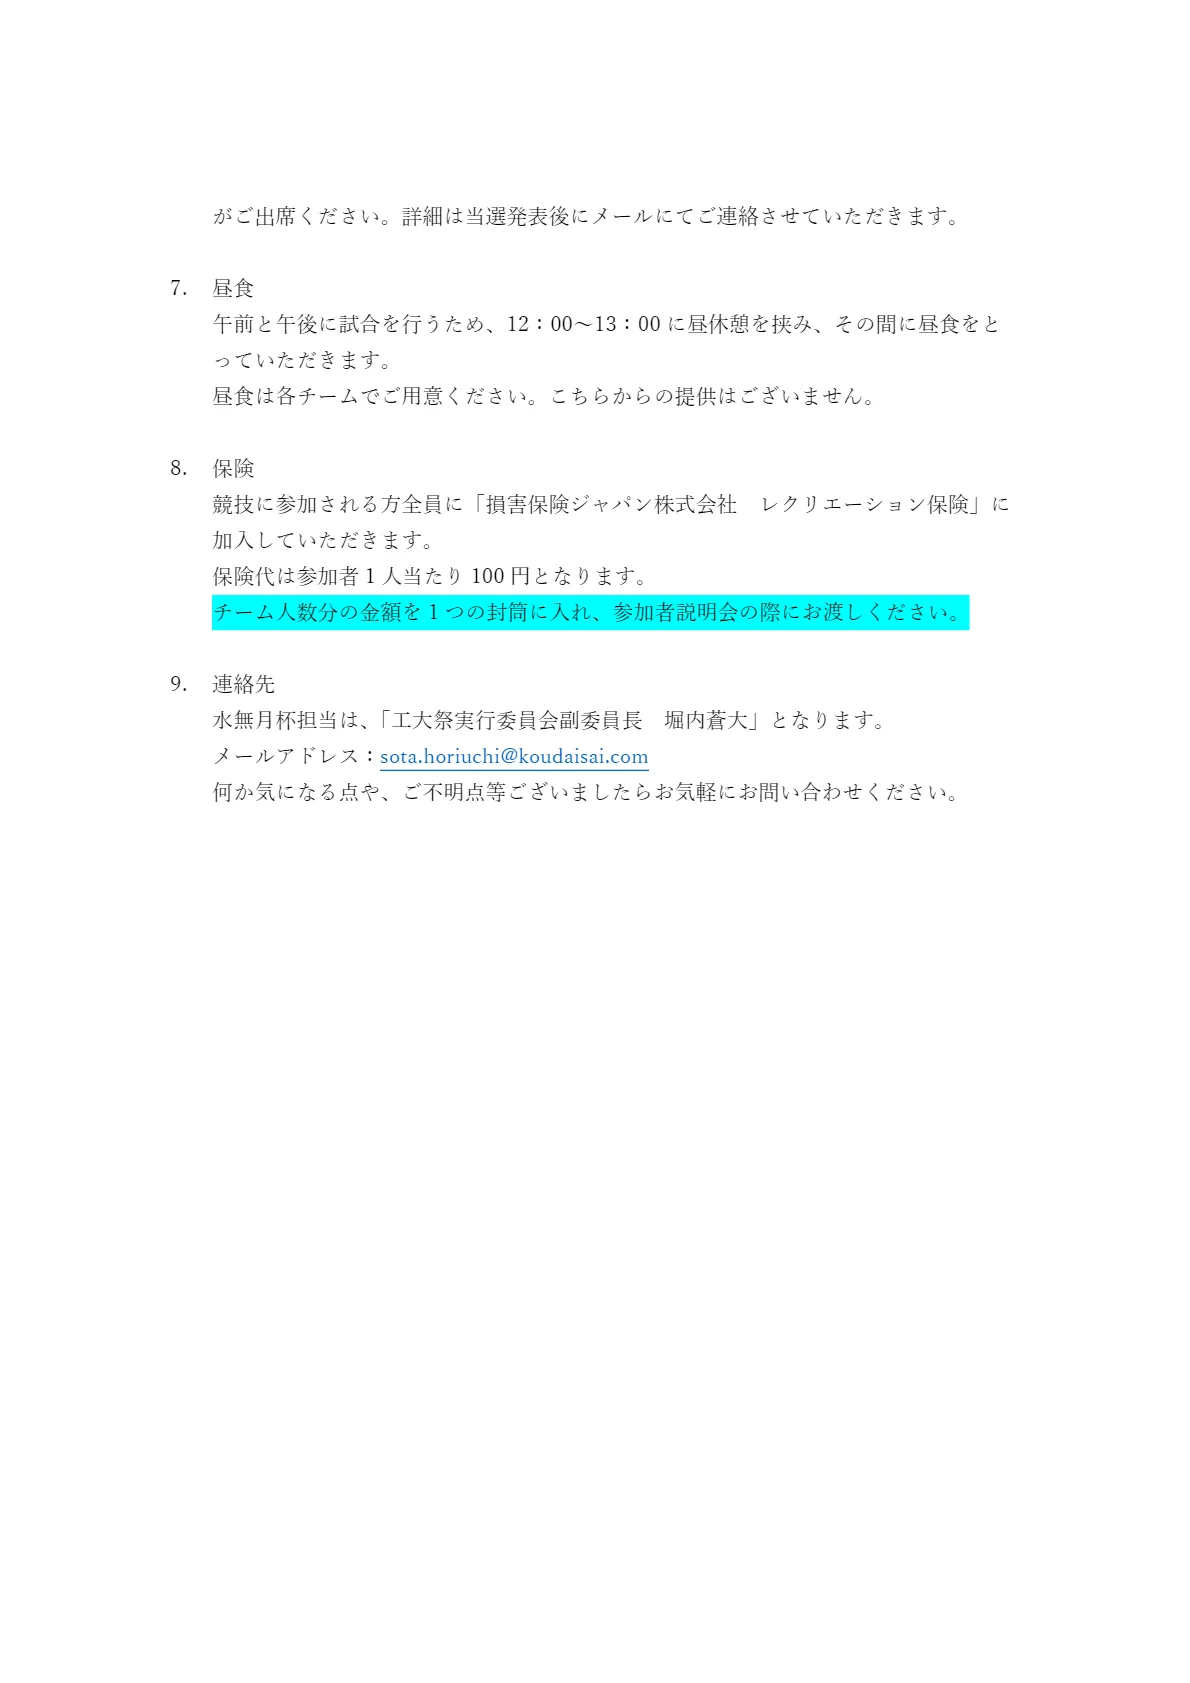 がご出席ください。詳細は当選発表後にメールにてご連絡させていただきます。
7. 昼食
午前と午後に試合を行うため、12：00～13：00 に昼休憩を挟み、その間に昼食をと
っていただきます。
昼食は各チームでご用意ください。こちらからの提供はございません。
8. 保険
競技に参加される方全員に「損害保険ジャパン株式会社　レクリエーション保険」に
加入していただきます。
保険代は参加者 1 人当たり 100 円となります。
チーム人数分の金額を 1 つの封筒に入れ、参加者説明会の際にお渡しください。
9. 連絡先
水無月杯担当は、「工大祭実行委員会副委員長　堀内蒼大」となります。
メールアドレス：sota.horiuchi@koudaisai.com
何か気になる点や、ご不明点等ございましたらお気軽にお問い合わせください。